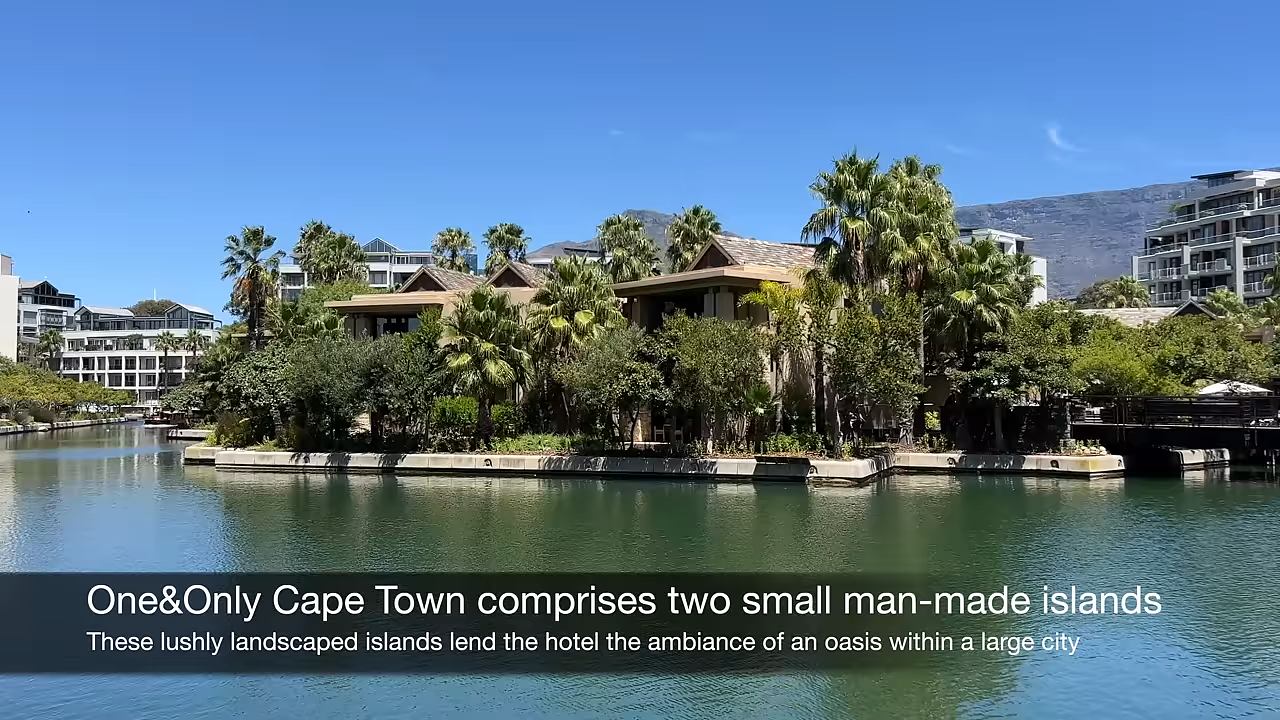 One&Only Cape Town comprises two small man-made islands
These lushly landscaped islands lend the hotel the ambiance of an oasis within a large city